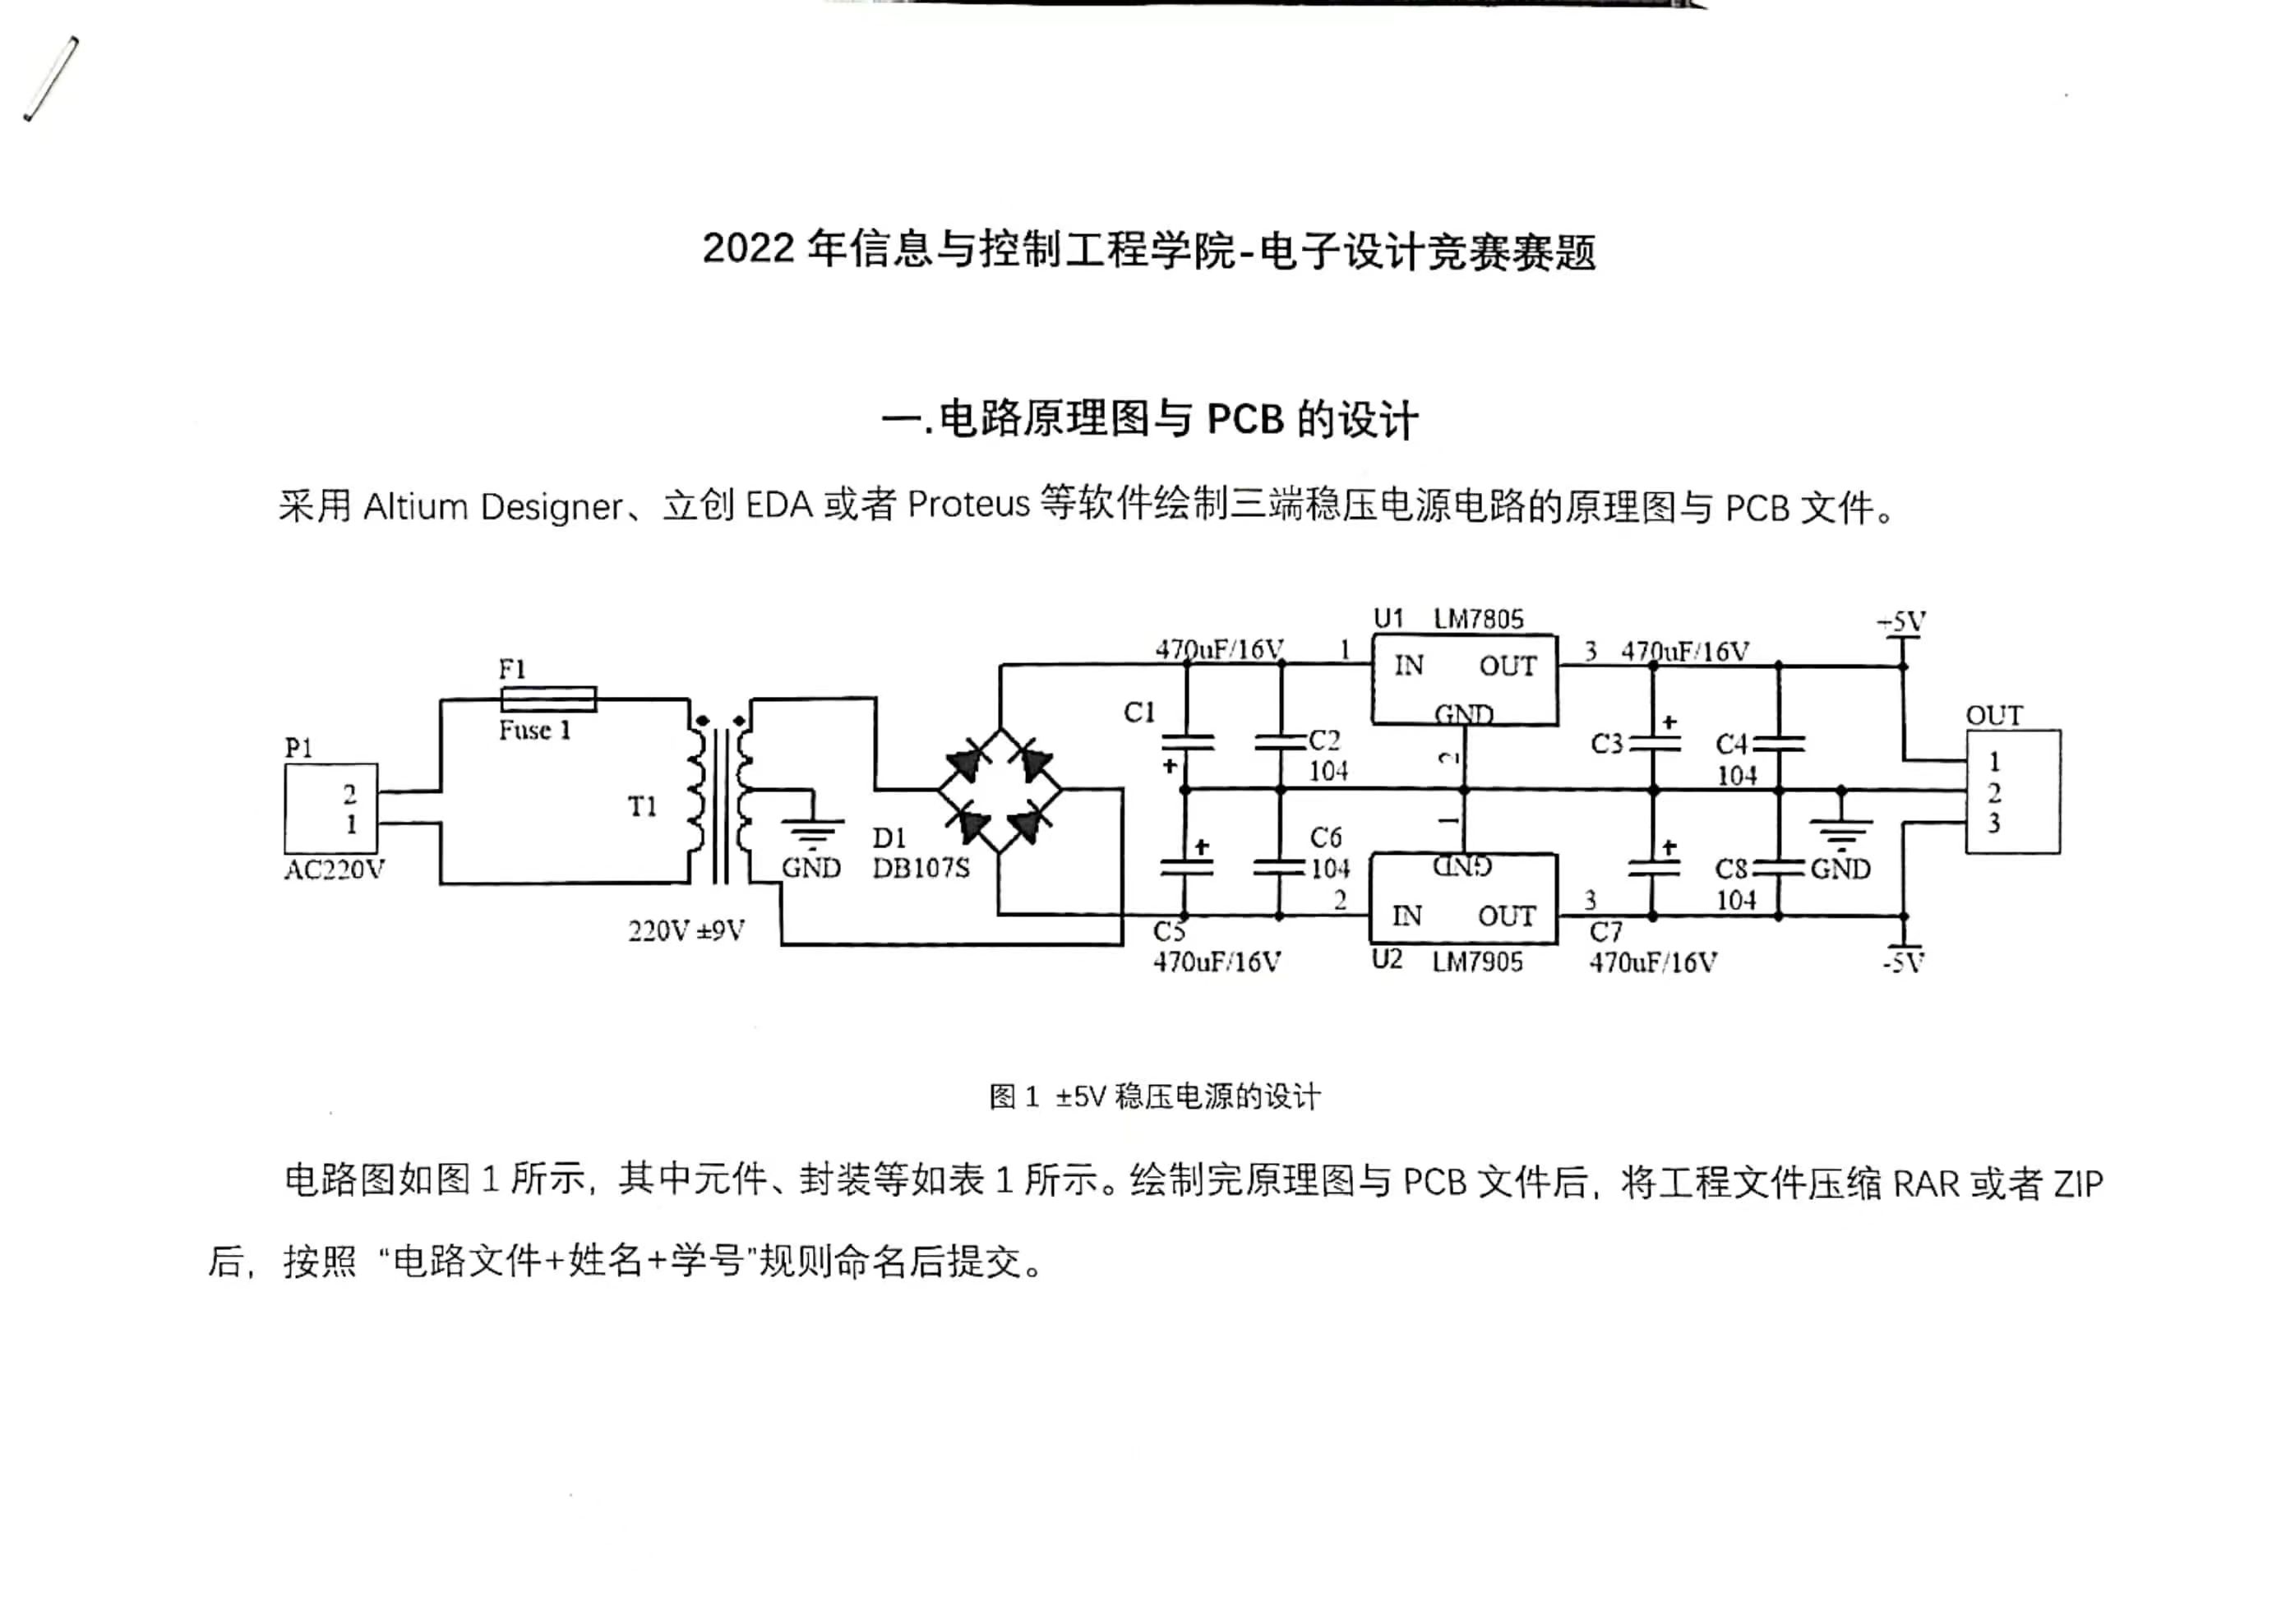 2022 年信息与控制工程学院-电子设计竞赛赛题
一.电路原理图与 PCB 的设计
采用 Altium Designer、立创 EDA 或者 Proteus 等软件绘制三端稳压电源电路的原理图与 PCB 文件。
U1 LM7805
+5V
470uF/16V 1 IN OUT 3 470uF/16V
F1
Fuse 1
GND
C1
OUT
P1
C2
C3
C4
2
104
2
104
1
1
T1
2
2
1
3
AC220V
GND
D1
DB107S
C6
104
1
GND
C8
104
GND
220V ±9V
2 IN OUT 3
C5
470uF/16V
U2 LM7905
C7
470uF/16V
-5V
图 1 ±5V 稳压电源的设计
电路图如图 1 所示，其中元件、封装等如表 1 所示。绘制完原理图与 PCB 文件后，将工程文件压缩 RAR 或者 ZIP
后，按照 “电路文件+姓名+学号”规则命名后提交。